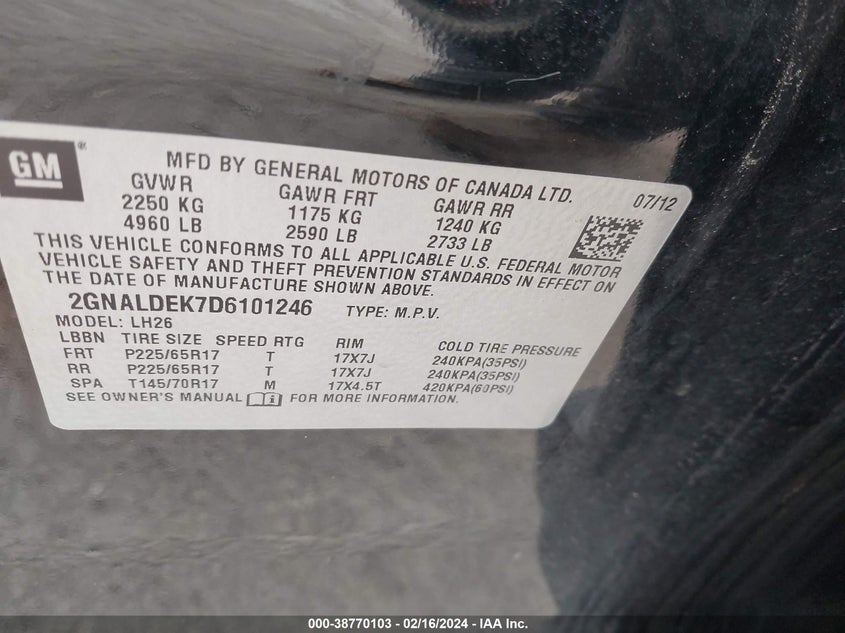 GM®
MFD BY GENERAL MOTORS OF CANADA LTD. 07/12
GVWR GAWR FRT GAWR RR
2250 KG 1175 KG 1240 KG
4960 LB 2590 LB 2733 LB
THIS VEHICLE CONFORMS TO ALL APPLICABLE U.S. FEDERAL MOTOR
VEHICLE SAFETY AND THEFT PREVENTION STANDARDS IN EFFECT ON
THE DATE OF MANUFACTURE SHOWN ABOVE.
2GNALDEK7D6101246 TYPE: M.P.V.
MODEL: LH26
LBBN TIRE SIZE SPEED RTG RIM COLD TIRE PRESSURE
FRT P225/65R17 T 17X7J 240KPA(35PSI)
RR P225/65R17 T 17X7J 240KPA(35PSI)
SPA T145/70R17 M 17X4.5T 420KPA(60PSI)
SEE OWNER'S MANUAL FOR MORE INFORMATION.
000-38770103 - 02/16/2024 - IAA Inc.